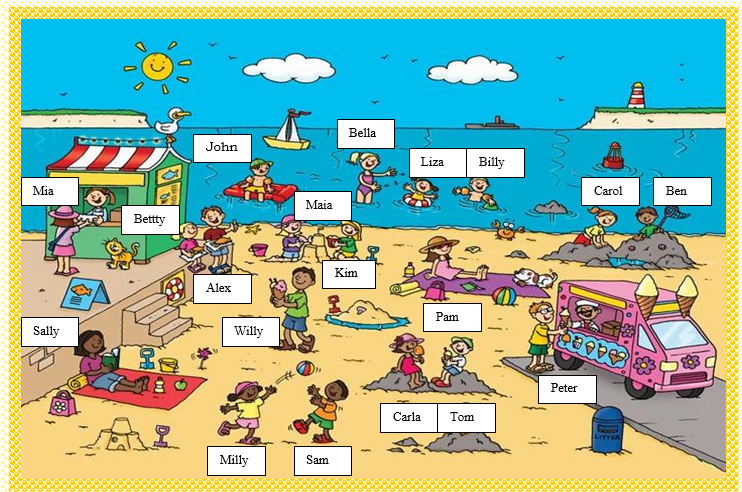 Bella
John
Liza
Billy
Mia
Carol
Ben
Maia
Bettty
Kim
Alex
Sally
Willy
Pam
Peter
Carla
Tom
LITTER
Milly
Sam